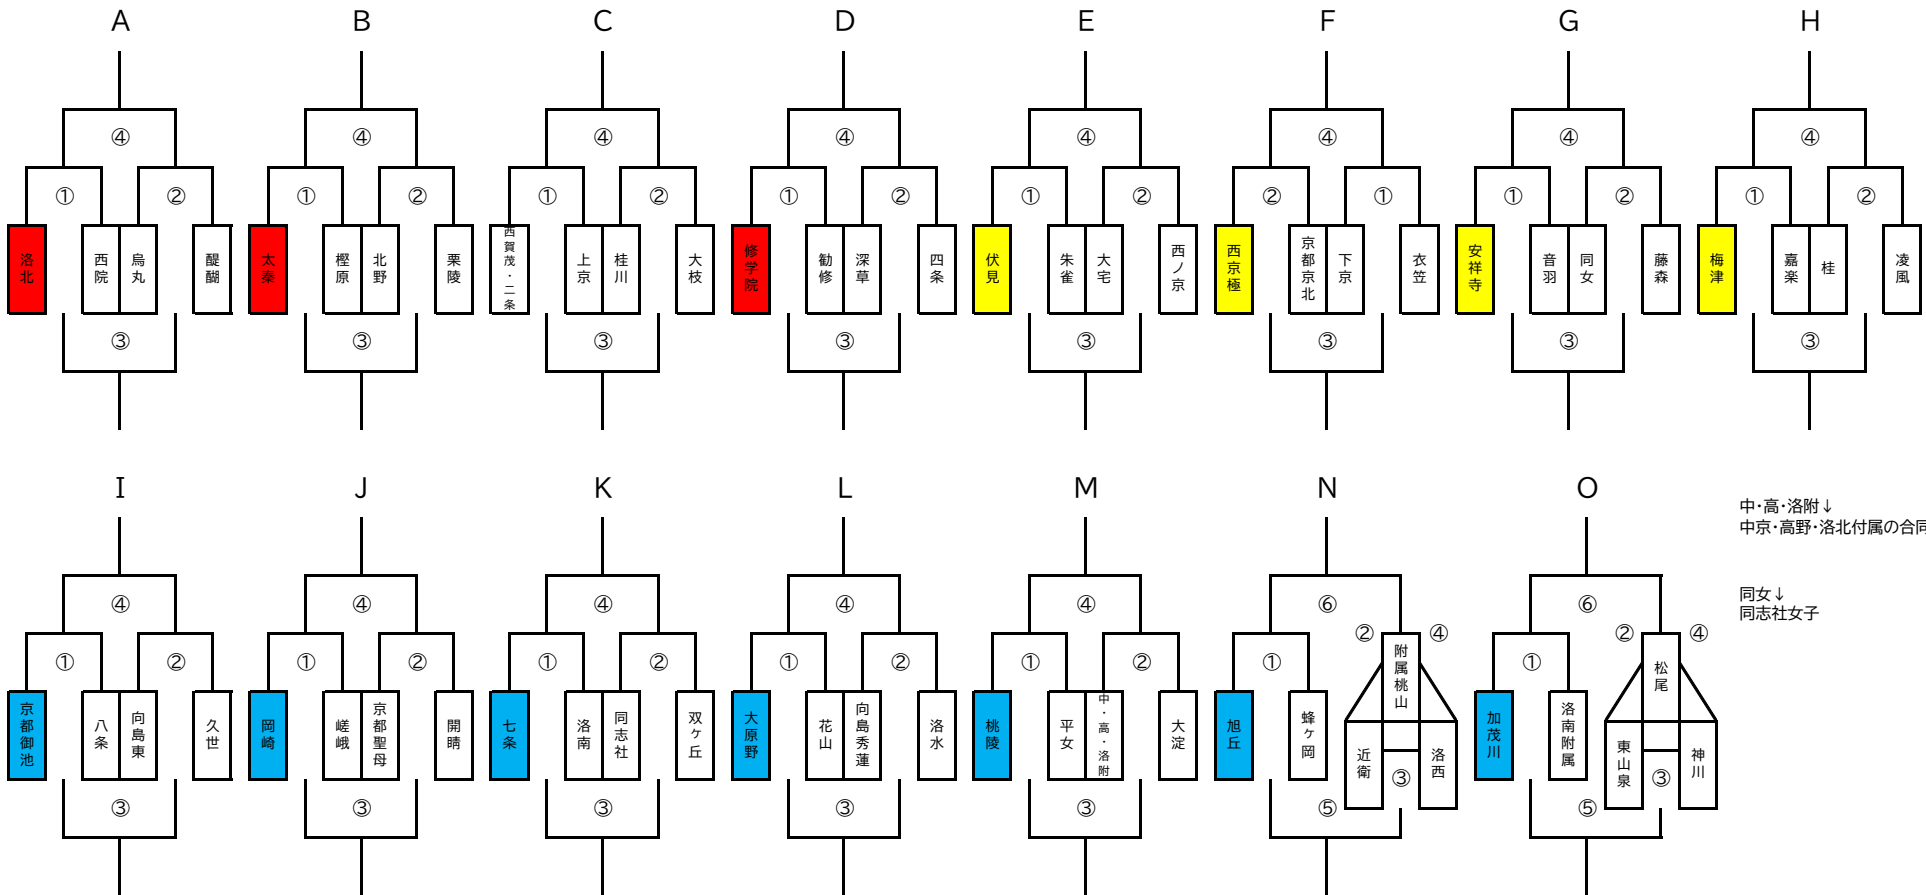 A B C D E F G H
④ ④ ④ ④ ④ ④ ④ ④
① ② ① ② ① ② ① ② ① ② ② ① ① ② ① ②
洛北 西院 烏丸 醍醐 太秦 樫原 北野 栗陵 西賀茂・二条 上京 桂川 大枝 修学院 勧修 深草 四条 伏見 朱雀 大宅 西ノ京 西京極 京都京北 下京 衣笠 安祥寺 音羽 同女 藤森 梅津 嘉楽 桂 凌風
③ ③ ③ ③ ③ ③ ③ ③
I J K L M N O
中・高・洛附↓
中京・高野・洛北付属の合同
同女↓
同志社女子
④ ④ ④ ④ ④ ⑥ ⑥
② ④ ② ④
① ② ① ② ① ② ① ② ① ② ① ①
京都御池 八条 向島東 久世 岡崎 嵯峨 京都聖母 開睛 七条 洛南 同志社 双ヶ丘 大原野 花山 向島秀蓮 洛水 桃陵 平女 中・高・洛附 大淀 旭丘 蜂ヶ岡 附属桃山 近衛 洛西 加茂川 洛南附属 松尾 東山泉 神川
③ ③
③ ③ ③ ③ ③ ⑤ ⑤